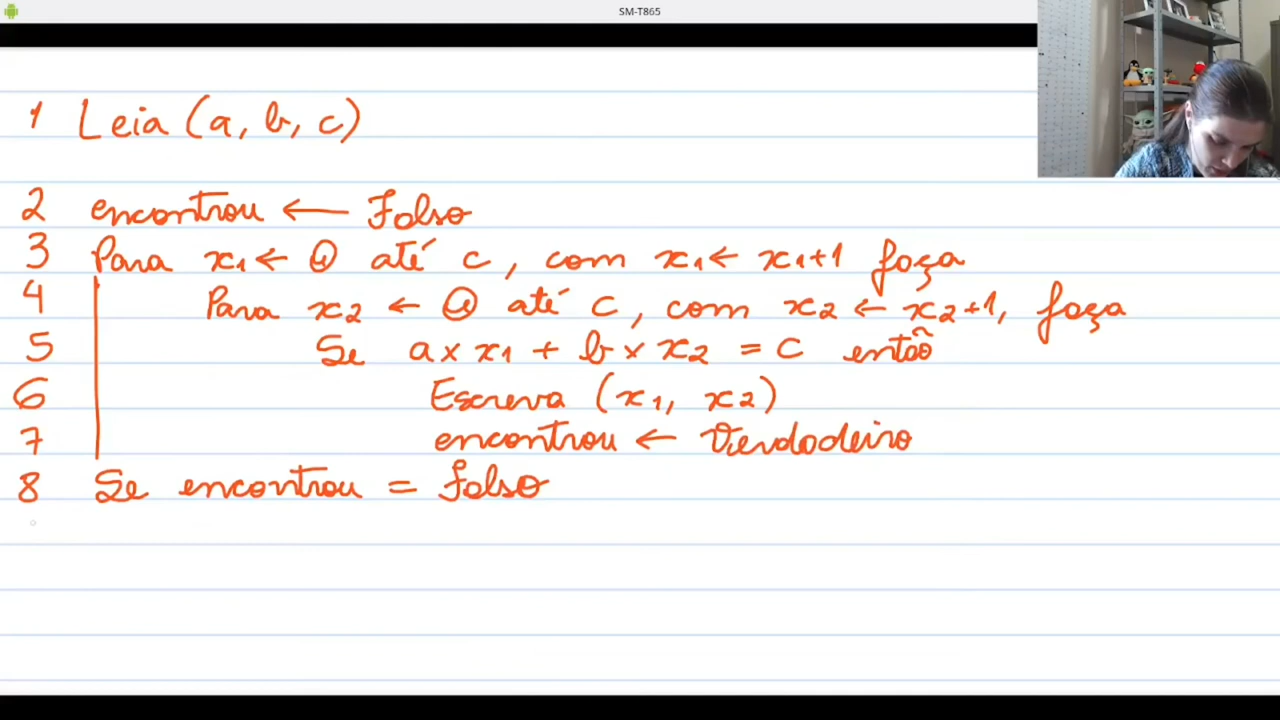 SM-T865
1 Leia (a, b, c)
2 encontrou ← Falso
3 Para x1 ← 0 até c, com x1 ← x1+1 faça
4 Para x2 ← 0 até c, com x2 ← x2+1, faça
5 Se a x x1 + b x x2 = c então
6 Escreva (x1, x2)
7 encontrou ← Verdadeiro
8 Se encontrou = falso